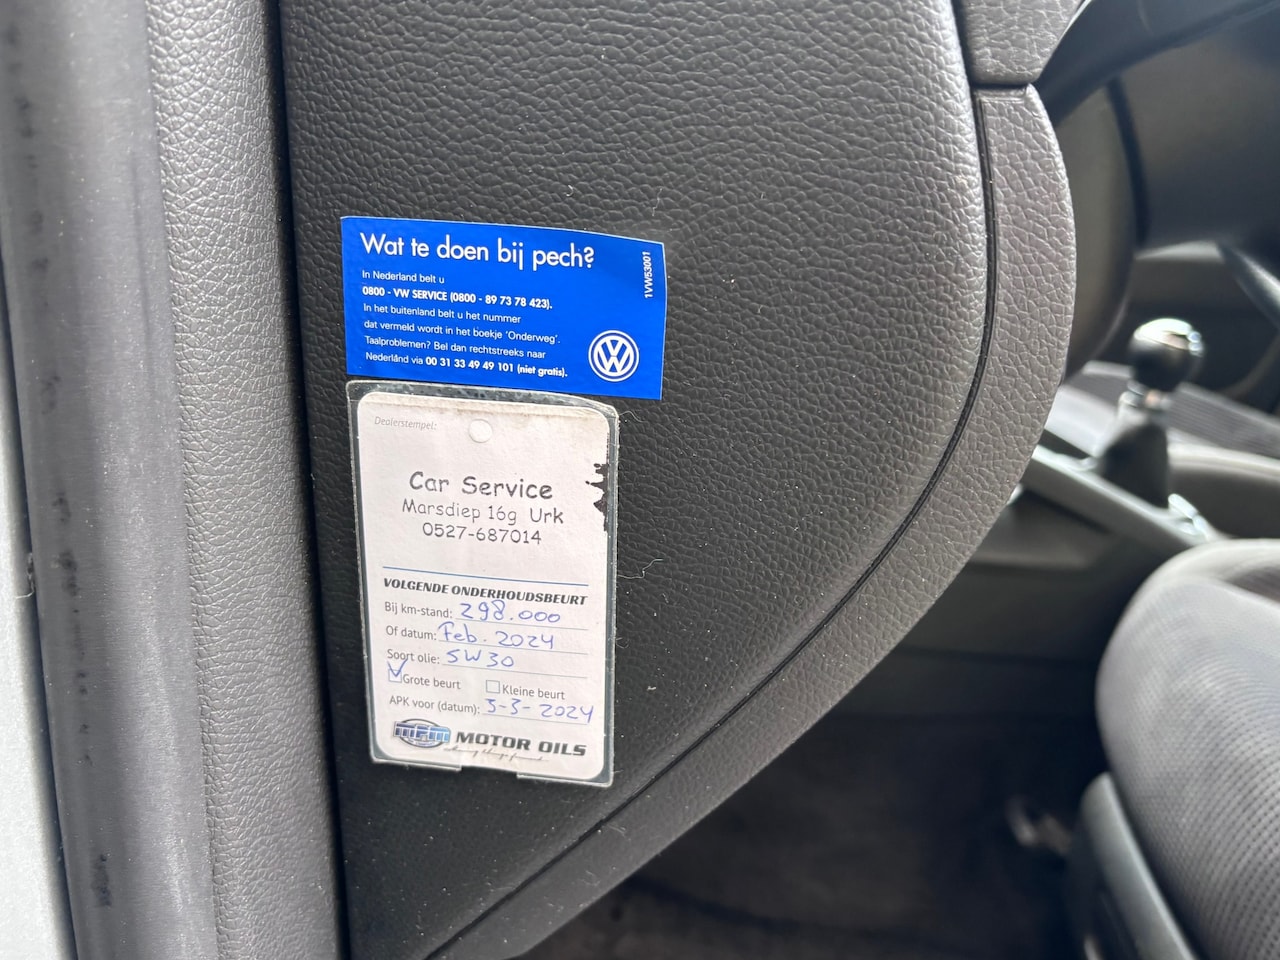 Wat te doen bij pech?
1VW53001
In Nederland belt u
0800 - VW SERVICE (0800 - 89 73 78 423).
In het buitenland belt u het nummer
dat vermeld wordt in het boekje 'Onderweg'.
Taalproblemen? Bel dan rechtstreeks naar
Nederland via 00 31 33 49 49 101 (niet gratis).
Dealerstempel:
Car Service
Marsdiep 16g Urk
0527-687014
VOLGENDE ONDERHOUDSBEURT
Bij km-stand: 298.000
Of datum: Feb. 2024
Soort olie: 5W30
Grote beurt Kleine beurt
APK voor (datum): 3-3-2024
MPM MOTOR OILS